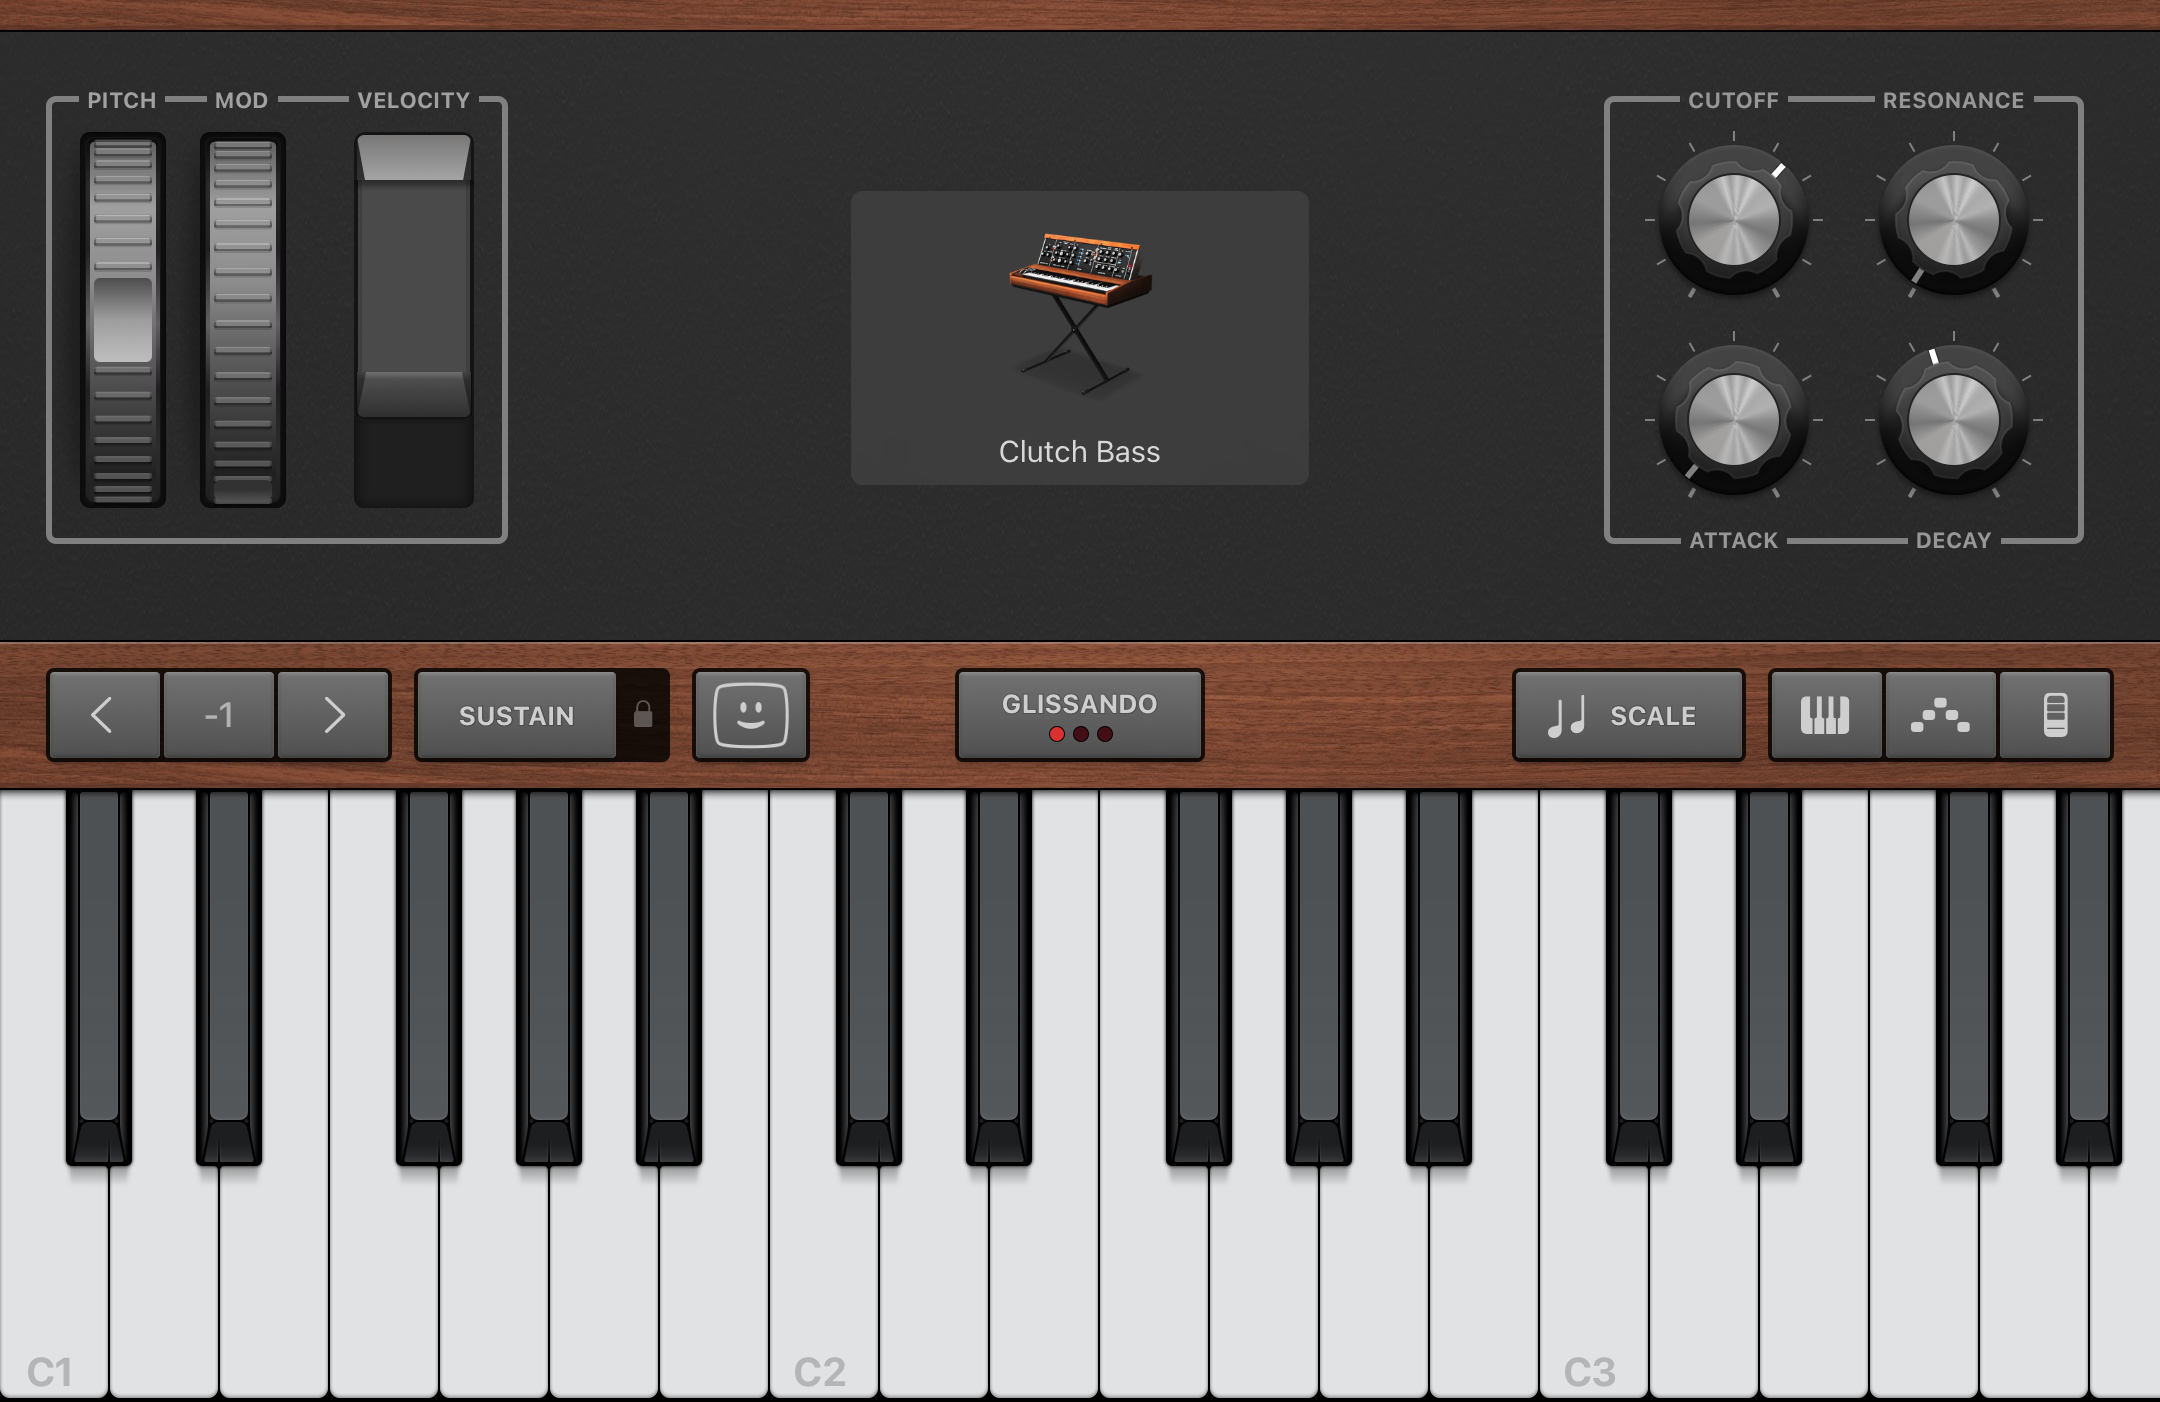 PITCH MOD VELOCITY
CUTOFF RESONANCE
Clutch Bass
ATTACK DECAY
-1
SUSTAIN
GLISSANDO
SCALE
C1 C2 C3